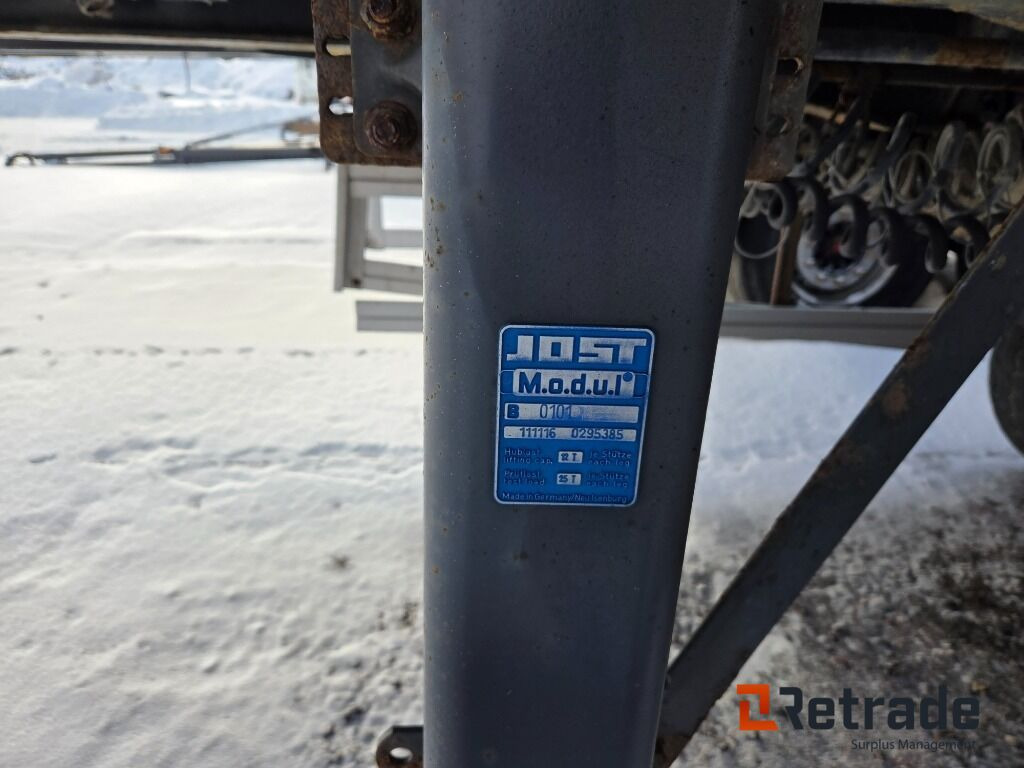 JOST
M.o.d.u.l
B 0101
111116 0295385
Hublast je Stütze
lifting cap. 12 T each leg
Prüflast je Stütze
test load 25 T each leg
Made in Germany/Neu Isenburg
Retrade
Surplus Management